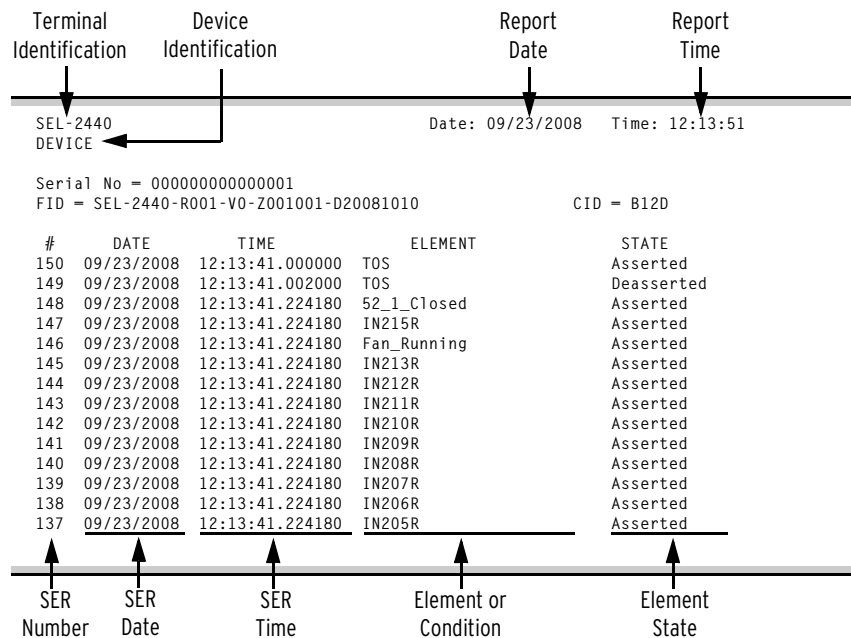 Terminal Identification Device Identification Report Date Report Time
SEL-2440 Date: 09/23/2008 Time: 12:13:51
DEVICE
Serial No = 000000000000001
FID = SEL-2440-R001-V0-Z001001-D20081010 CID = B12D
# DATE TIME ELEMENT STATE
150 09/23/2008 12:13:41.000000 TOS Asserted
149 09/23/2008 12:13:41.002000 TOS Deasserted
148 09/23/2008 12:13:41.224180 52_1_Closed Asserted
147 09/23/2008 12:13:41.224180 IN215R Asserted
146 09/23/2008 12:13:41.224180 Fan_Running Asserted
145 09/23/2008 12:13:41.224180 IN213R Asserted
144 09/23/2008 12:13:41.224180 IN212R Asserted
143 09/23/2008 12:13:41.224180 IN211R Asserted
142 09/23/2008 12:13:41.224180 IN210R Asserted
141 09/23/2008 12:13:41.224180 IN209R Asserted
140 09/23/2008 12:13:41.224180 IN208R Asserted
139 09/23/2008 12:13:41.224180 IN207R Asserted
138 09/23/2008 12:13:41.224180 IN206R Asserted
137 09/23/2008 12:13:41.224180 IN205R Asserted
SER Number SER Date SER Time Element or Condition Element State